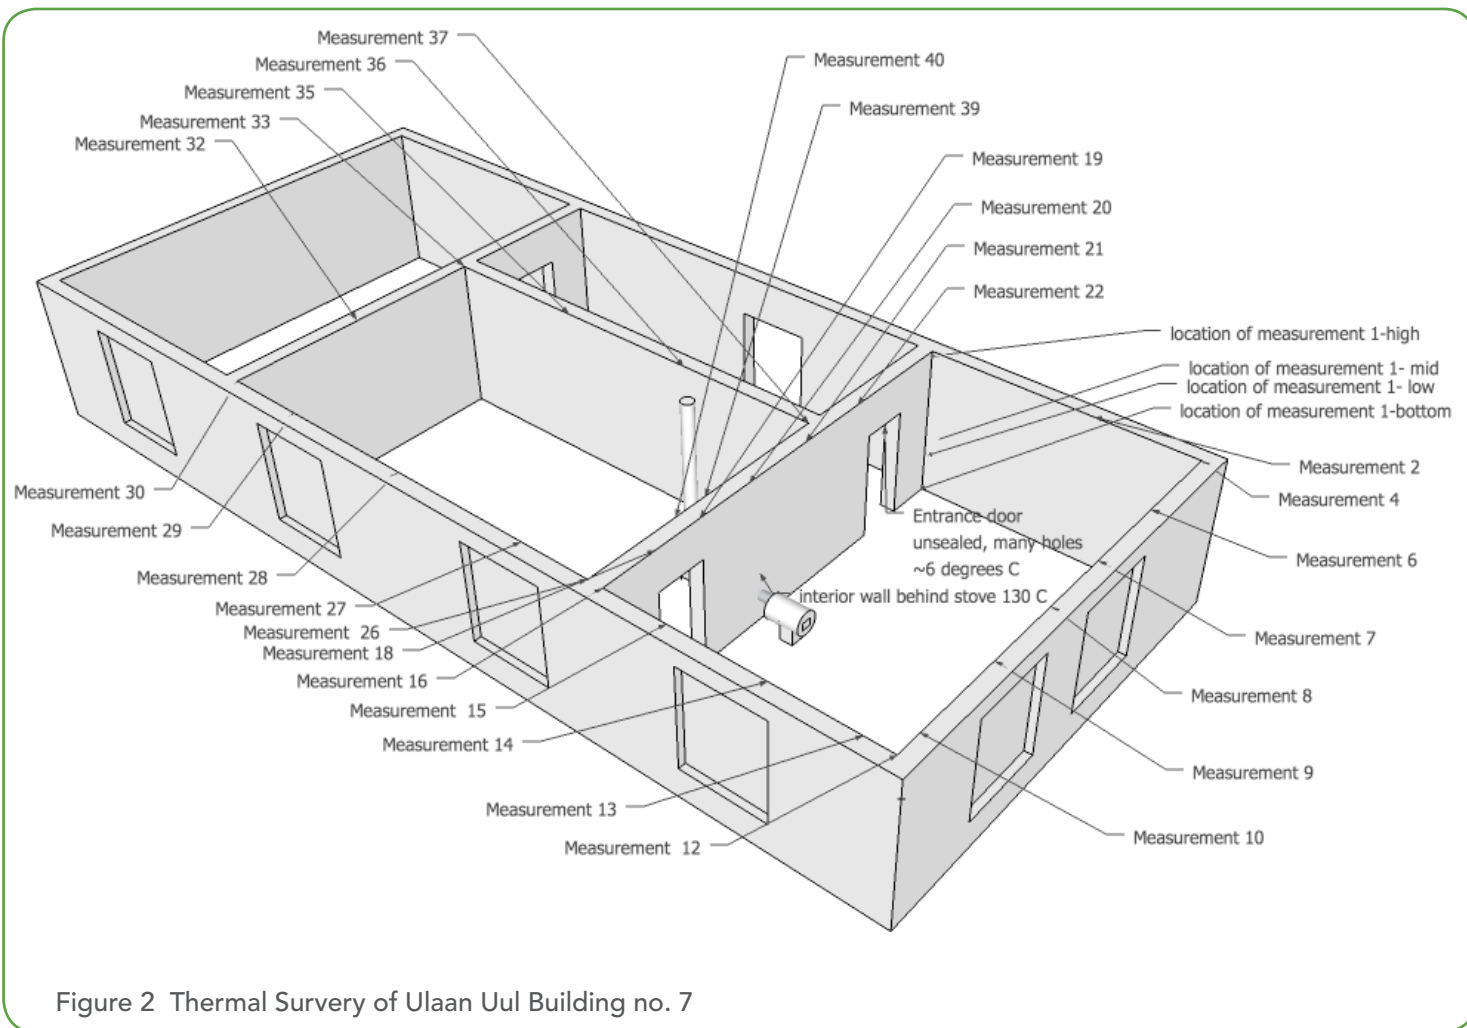 Measurement 37
Measurement 36
Measurement 35
Measurement 33
Measurement 32
Measurement 40
Measurement 39
Measurement 19
Measurement 20
Measurement 21
Measurement 22
location of measurement 1-high
location of measurement 1- mid
location of measurement 1- low
location of measurement 1-bottom
Measurement 2
Measurement 4
Entrance door
unsealed, many holes
~6 degrees C
interior wall behind stove 130 C
Measurement 6
Measurement 7
Measurement 8
Measurement 9
Measurement 10
Measurement 30
Measurement 29
Measurement 28
Measurement 27
Measurement 26
Measurement 18
Measurement 16
Measurement 15
Measurement 14
Measurement 13
Measurement 12
Figure 2 Thermal Survery of Ulaan Uul Building no. 7